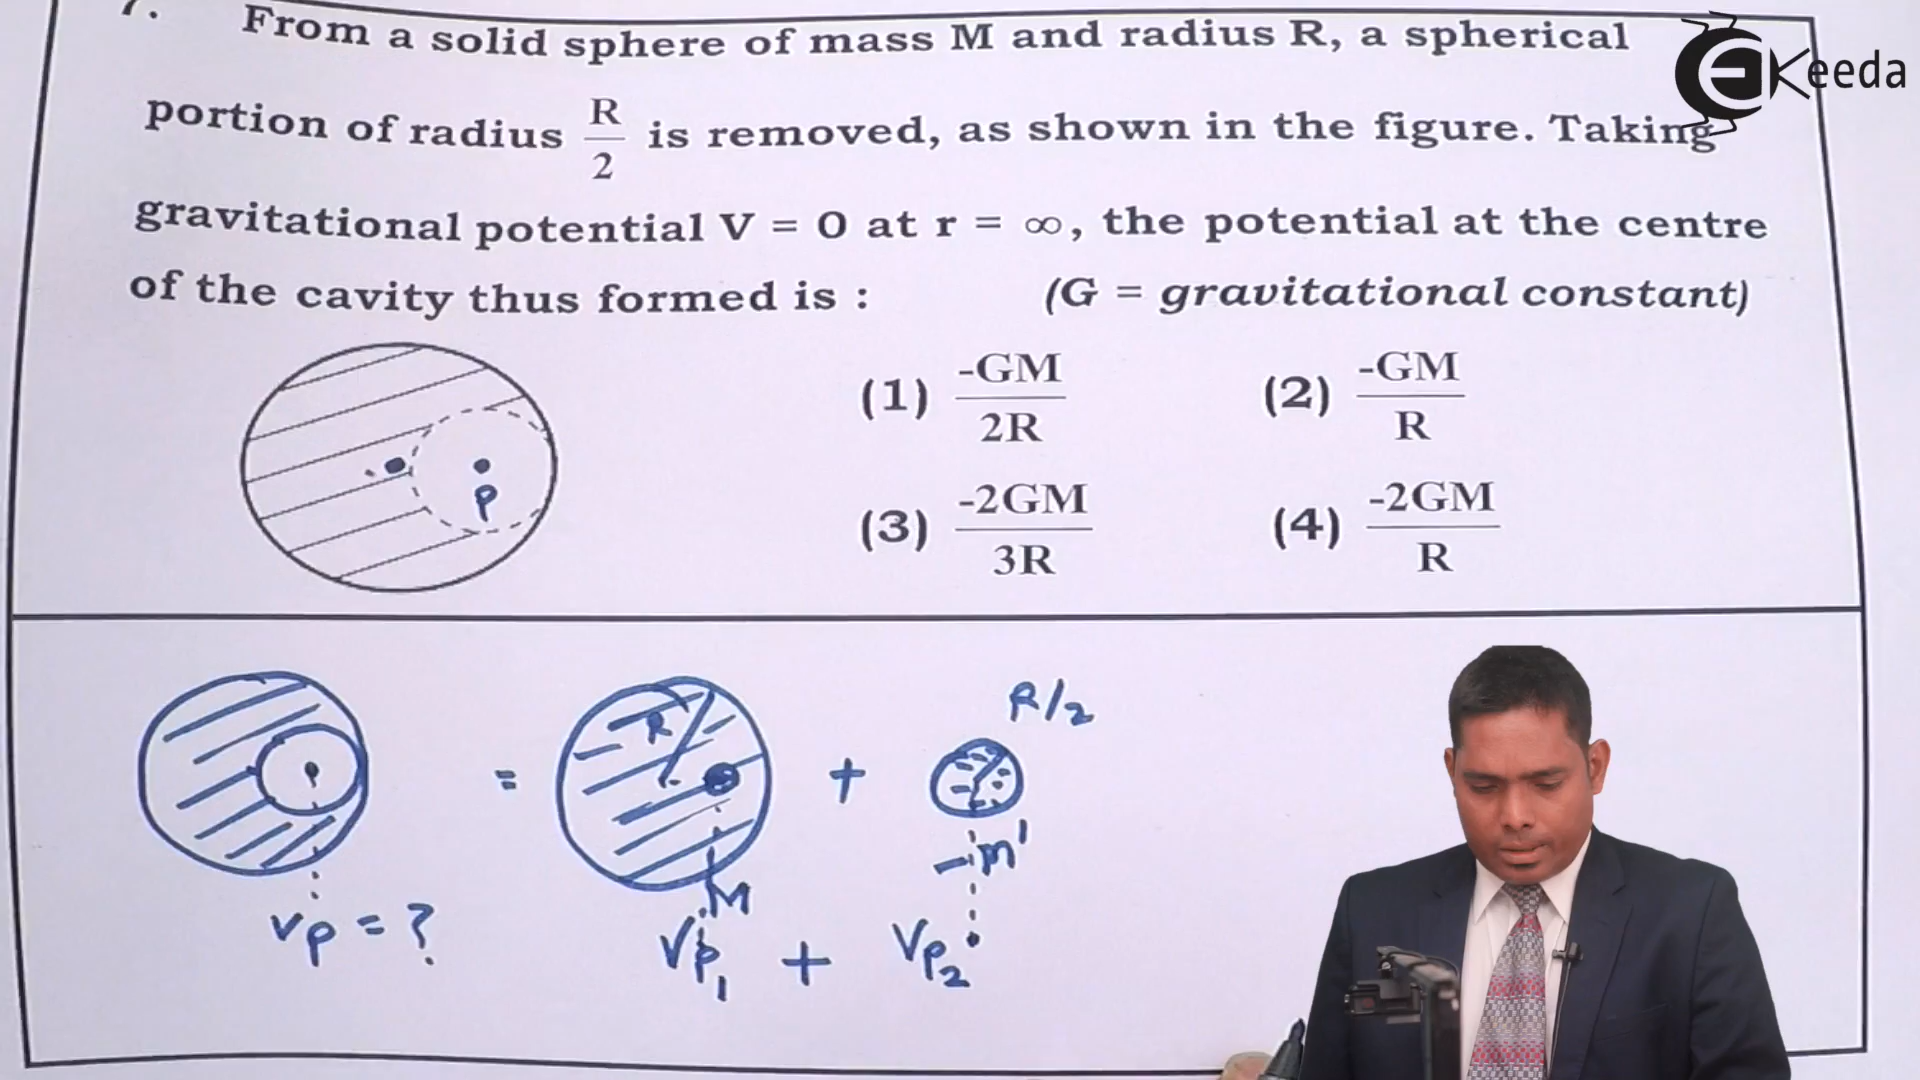 7. From a solid sphere of mass M and radius R, a spherical
portion of radius R/2 is removed, as shown in the figure. Taking
gravitational potential V = 0 at r = ∞, the potential at the centre
of the cavity thus formed is : (G = gravitational constant)
(1) -GM/2R (2) -GM/R
(3) -2GM/3R (4) -2GM/R
P
eKeeda
= R + R/2
M -m'
Vp = ? Vp1 + Vp2